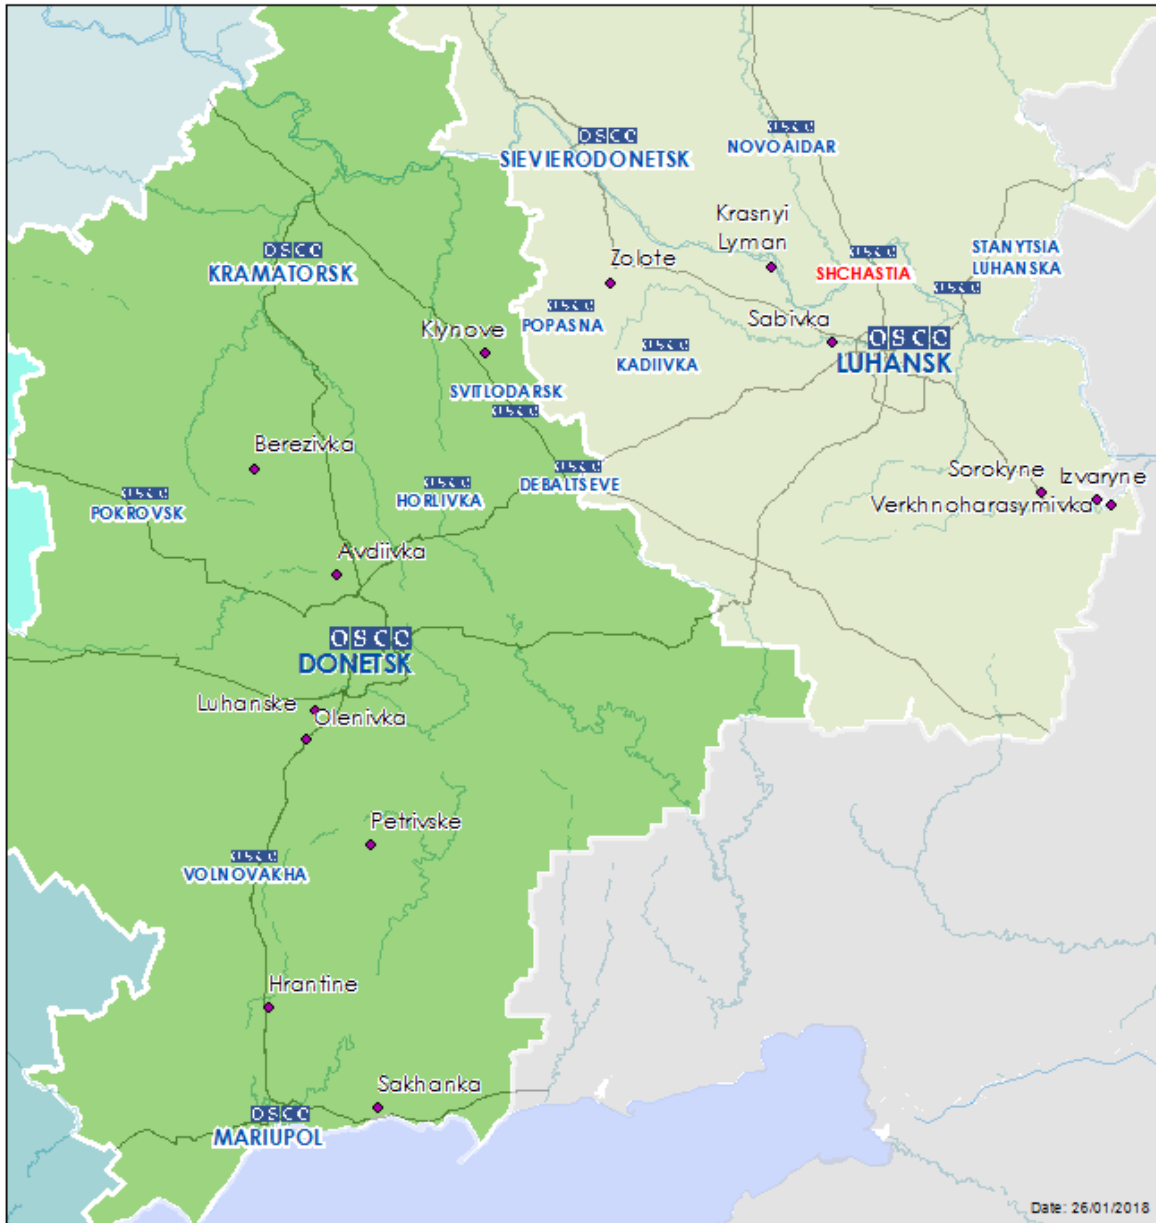 OSCE
SIEVIERODONETSK
OSCE
NOVOAIDAR
Krasnyi
Lyman
OSCE
SHCHASTIA
STANYTSIA
LUHANSKA
OSCE
OSCE
KRAMATORSK
Zolote
OSCE
POPASNA
Sabivka
OSCE
LUHANSK
Klynove
OSCE
KADIIVKA
SVITLODARSK
OSCE
Berezivka
OSCE
DEBALTSEVE
Sorokyne
Izvaryne
Verkhnoharasymivka
OSCE
POKROVSK
OSCE
HORLIVKA
Avdiivka
OSCE
DONETSK
Luhanske
Olenivka
Petrivske
OSCE
VOLNOVAKHA
Hrantine
Sakhanka
OSCE
MARIUPOL
Date: 26/01/2018